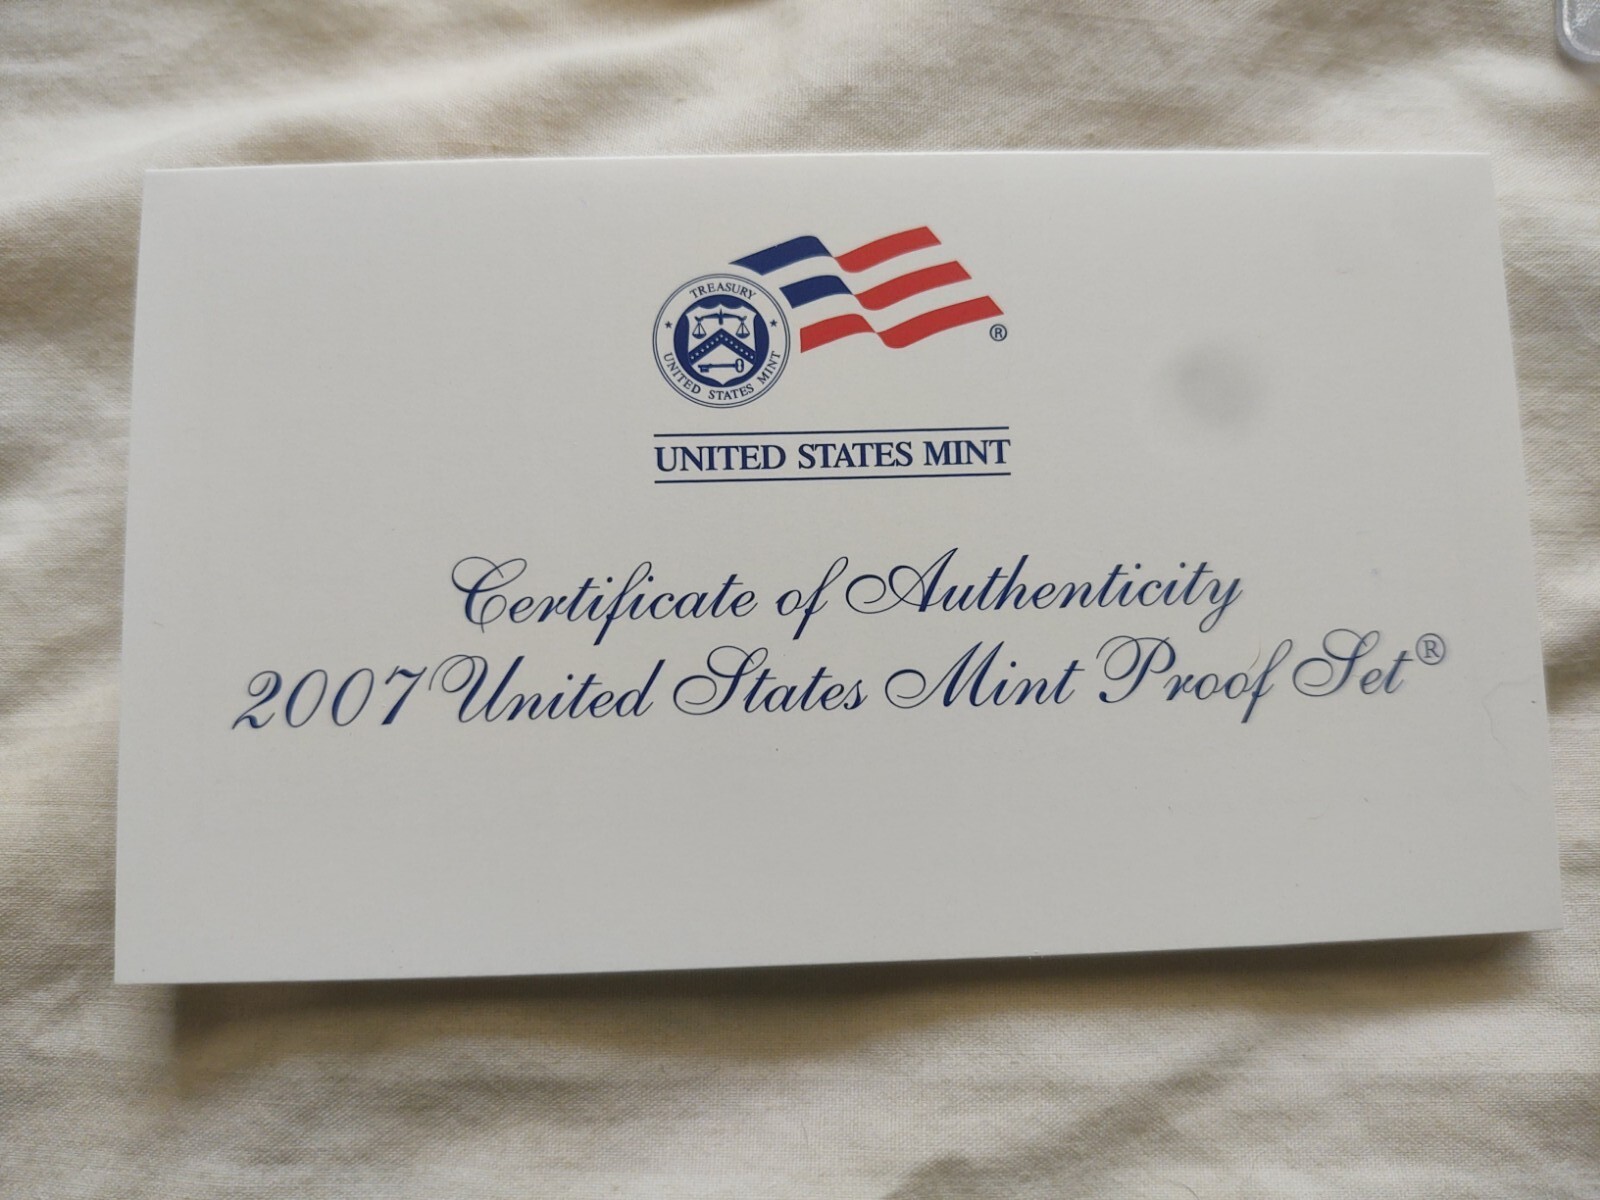 TREASURY
UNITED STATES MINT
®
UNITED STATES MINT
Certificate of Authenticity
2007 United States Mint Proof Set®